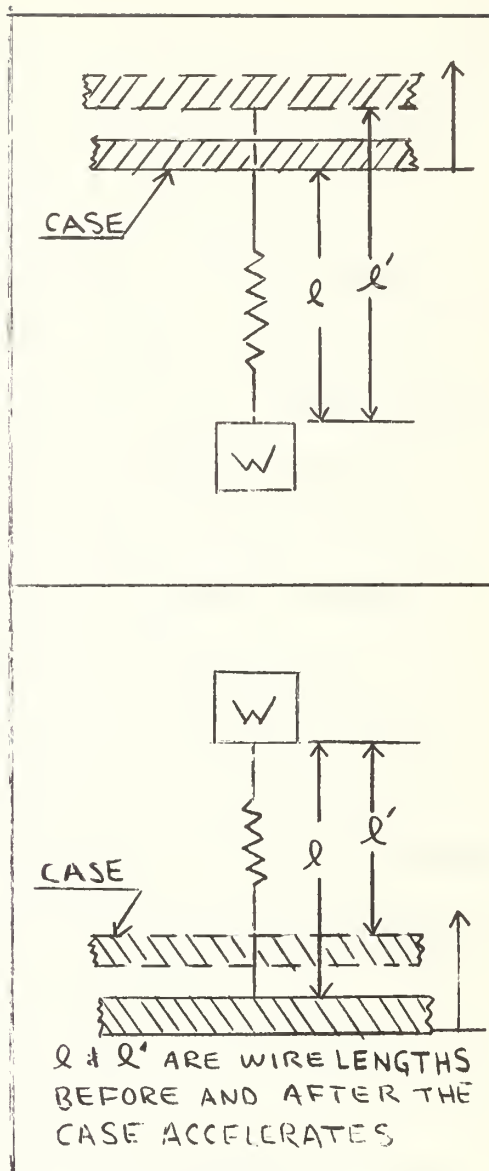 CASE
ℓ
ℓ'
W
W
ℓ
ℓ'
CASE
ℓ & ℓ' ARE WIRE LENGTHS
BEFORE AND AFTER THE
CASE ACCELERATES